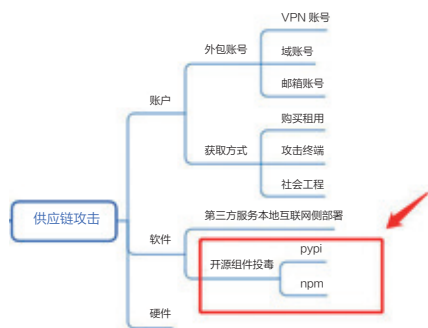 VPN 账号
外包账号
域账号
邮箱账号
账户
购买租用
获取方式
攻击终端
社会工程
供应链攻击
第三方服务本地互联网侧部署
软件
pypi
开源组件投毒
npm
硬件